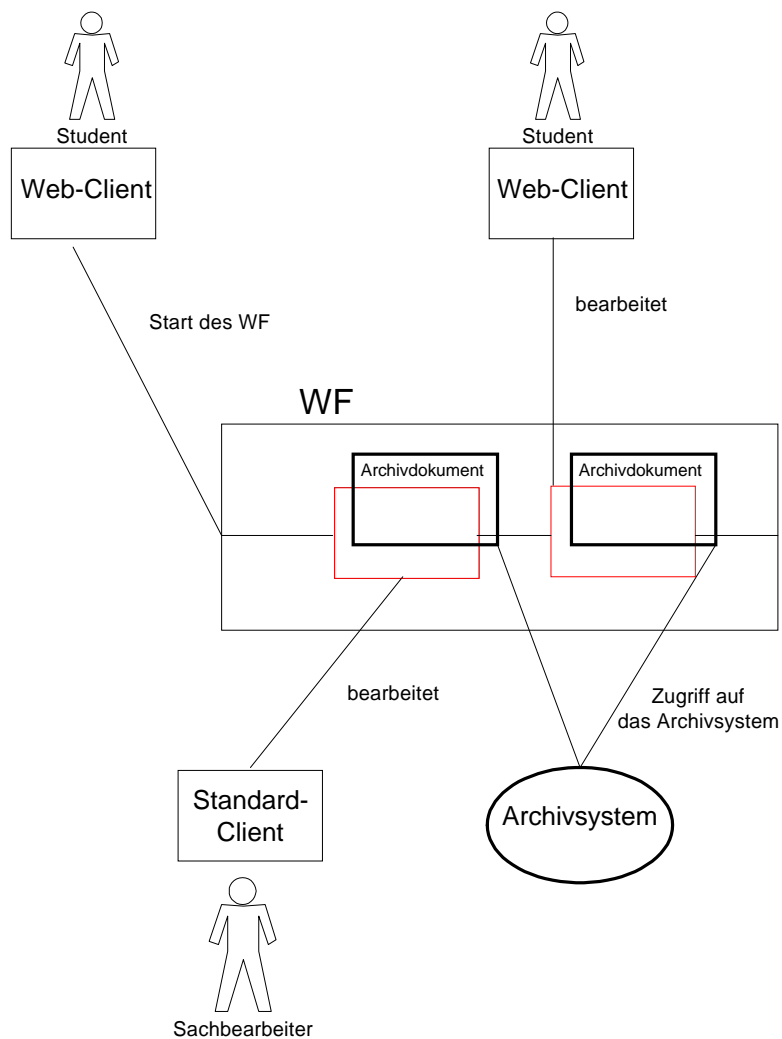 Student
Student
Web-Client
Web-Client
Start des WF
bearbeitet
WF
Archivdokument
Archivdokument
bearbeitet
Zugriff auf
das Archivsystem
Standard-
Client
Archivsystem
Sachbearbeiter